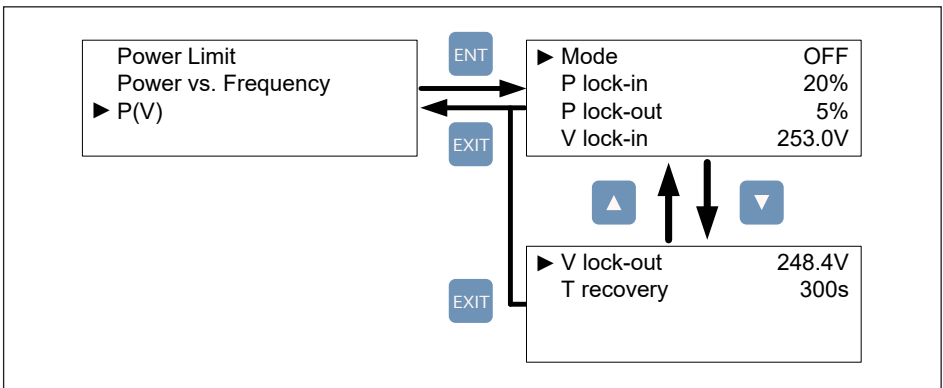 Power Limit
Power vs. Frequency
► P(V)
ENT
EXIT
► Mode OFF
P lock-in 20%
P lock-out 5%
V lock-in 253.0V
▲
▼
EXIT
► V lock-out 248.4V
T recovery 300s